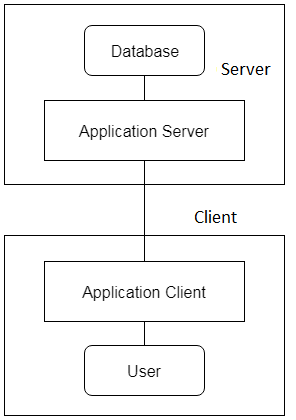 Database
Server
Application Server
Client
Application Client
User